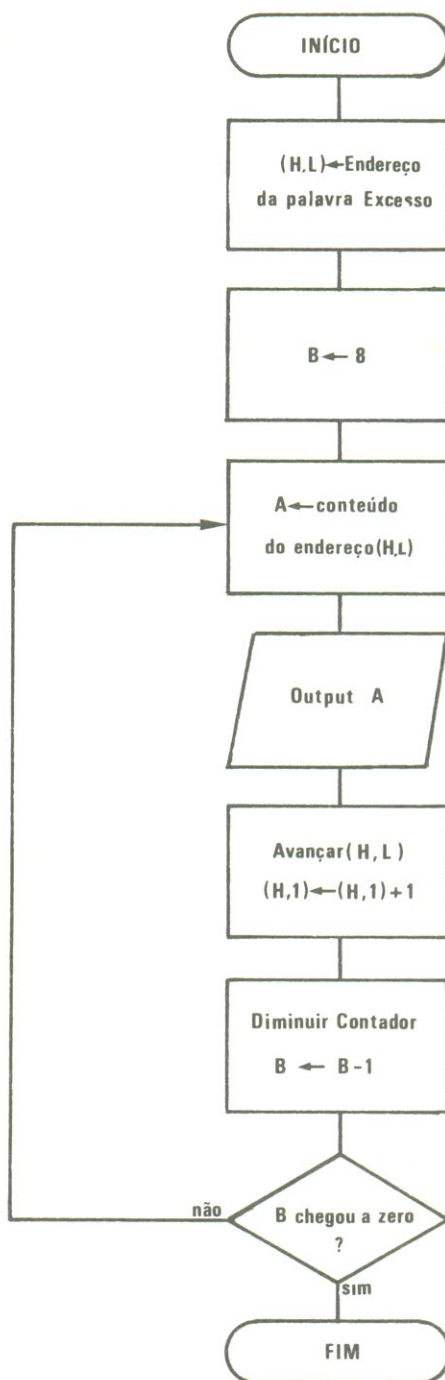 INÍCIO
(H,L)←Endereço
da palavra Excesso
B← 8
A←conteúdo
do endereço(H,L)
Output A
Avançar(H,L)
(H,1)←(H,1)+1
Diminuir Contador
B ← B-1
não
B chegou a zero
?
sim
FIM